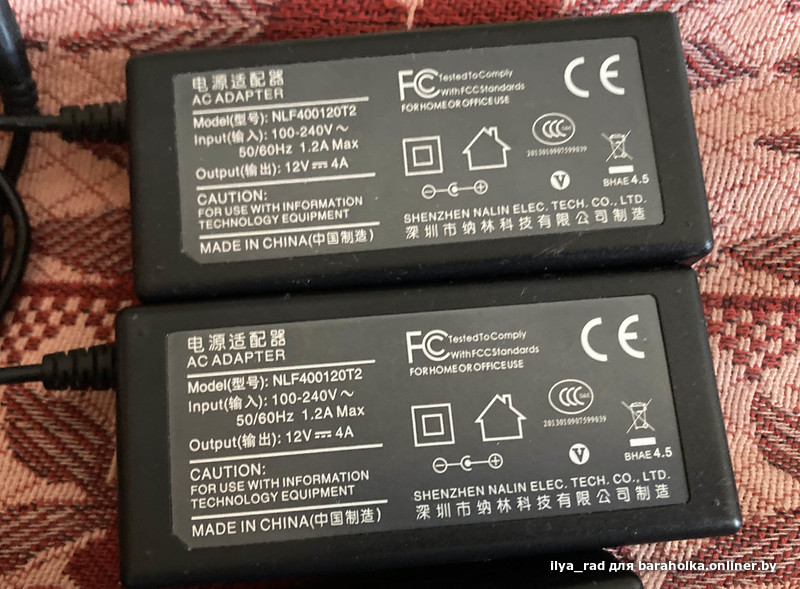 电源适配器
AC ADAPTER
Model(型号): NLF400120T2
Input(输入): 100-240V～
50/60Hz 1.2A Max
Output(输出): 12V⎓4A
CAUTION:
FOR USE WITH INFORMATION
TECHNOLOGY EQUIPMENT
MADE IN CHINA(中国制造)
FC Tested To Comply
With FCC Standards
FOR HOME OR OFFICE USE
CE
CCC S&E
2013010907599039
V
BHAE 4.5
SHENZHEN NALIN ELEC. TECH. CO., LTD.
深圳市纳林科技有限公司制造
电源适配器
AC ADAPTER
Model(型号): NLF400120T2
Input(输入): 100-240V～
50/60Hz 1.2A Max
Output(输出): 12V⎓4A
CAUTION:
FOR USE WITH INFORMATION
TECHNOLOGY EQUIPMENT
MADE IN CHINA(中国制造)
FC Tested To Comply
With FCC Standards
FOR HOME OR OFFICE USE
CE
CCC S&E
2013010907599039
V
BHAE 4.5
SHENZHEN NALIN ELEC. TECH. CO., LTD.
深圳市纳林科技有限公司制造
ilya_rad для baraholka.onliner.by